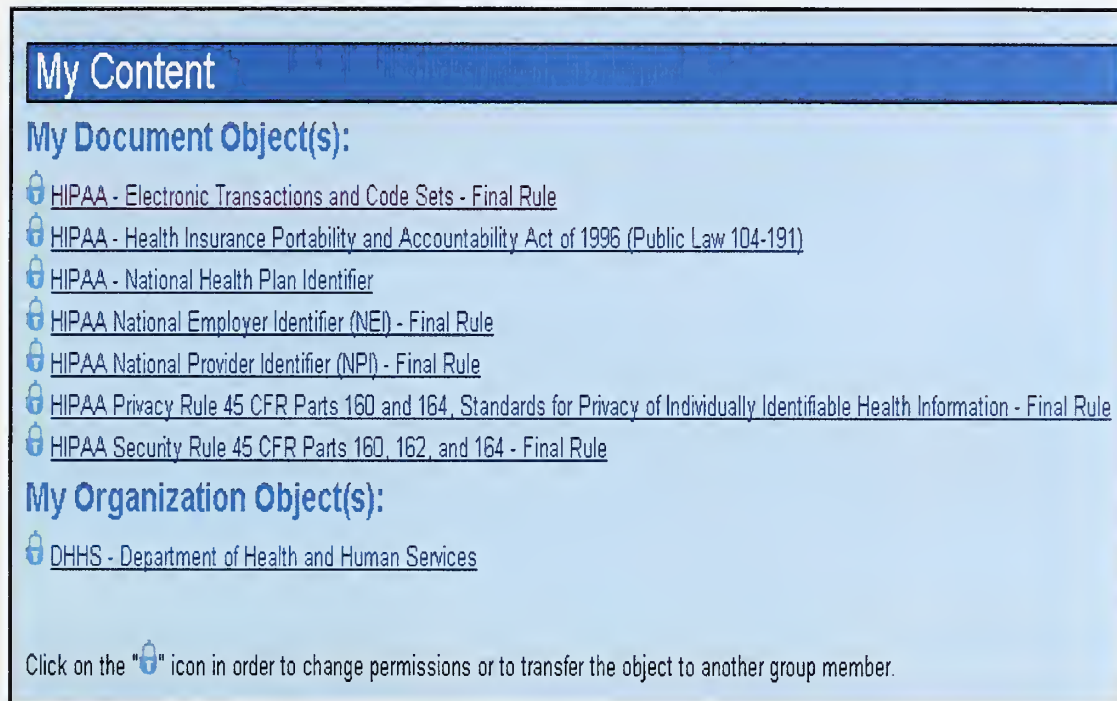 My Content
My Document Object(s):
HIPAA - Electronic Transactions and Code Sets - Final Rule
HIPAA - Health Insurance Portability and Accountability Act of 1996 (Public Law 104-191)
HIPAA - National Health Plan Identifier
HIPAA National Employer Identifier (NEI) - Final Rule
HIPAA National Provider Identifier (NPI) - Final Rule
HIPAA Privacy Rule 45 CFR Parts 160 and 164, Standards for Privacy of Individually Identifiable Health Information - Final Rule
HIPAA Security Rule 45 CFR Parts 160, 162, and 164 - Final Rule
My Organization Object(s):
DHHS - Department of Health and Human Services
Click on the "" icon in order to change permissions or to transfer the object to another group member.